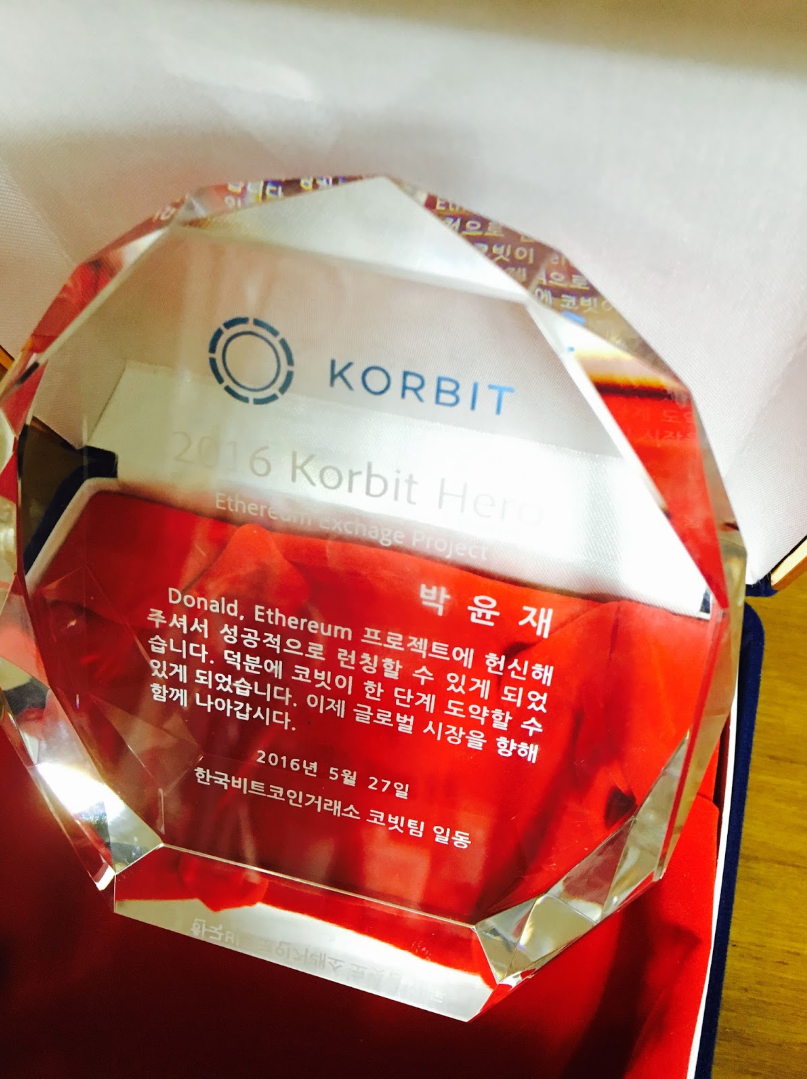 KORBIT
2016 Korbit Hero
Ethereum Exchage Project
박 윤 재
Donald, Ethereum 프로젝트에 헌신해
주셔서 성공적으로 런칭할 수 있게 되었
습니다. 덕분에 코빗이 한 단계 도약할 수
있게 되었습니다. 이제 글로벌 시장을 향해
함께 나아갑시다.
2016년 5월 27일
한국비트코인거래소 코빗팀 일동